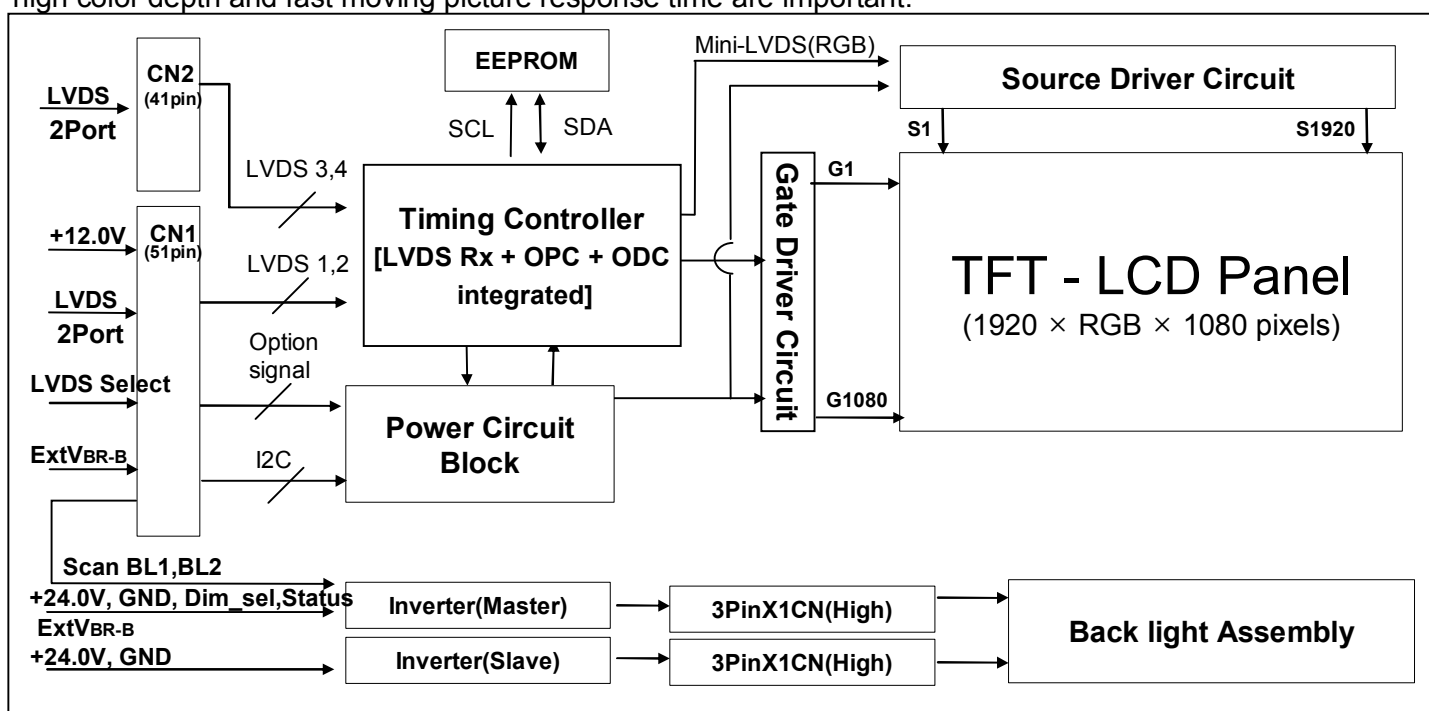 high color depth and fast moving picture response time are important.
EEPROM
Mini-LVDS(RGB)
Source Driver Circuit
CN2
(41pin)
LVDS
2Port
SCL
SDA
S1
S1920
LVDS 3,4
Timing Controller
[LVDS Rx + OPC + ODC
integrated]
Gate Driver Circuit
G1
G1080
TFT - LCD Panel
(1920 × RGB × 1080 pixels)
+12.0V
CN1
(51pin)
LVDS 1,2
LVDS
2Port
Option
signal
LVDS Select
Power Circuit
Block
ExtVBR-B
I2C
Scan BL1,BL2
+24.0V, GND, Dim_sel,Status
Inverter(Master)
3PinX1CN(High)
Back light Assembly
ExtVBR-B
+24.0V, GND
Inverter(Slave)
3PinX1CN(High)